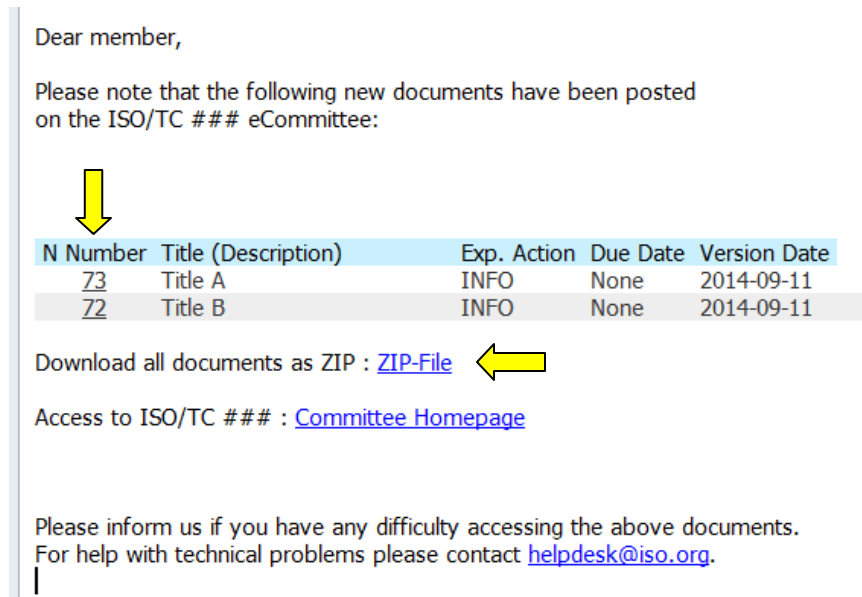 Dear member,
Please note that the following new documents have been posted
on the ISO/TC ### eCommittee:
N Number Title (Description) Exp. Action Due Date Version Date
73 Title A INFO None 2014-09-11
72 Title B INFO None 2014-09-11
Download all documents as ZIP : ZIP-File
Access to ISO/TC ### : Committee Homepage
Please inform us if you have any difficulty accessing the above documents.
For help with technical problems please contact helpdesk@iso.org.